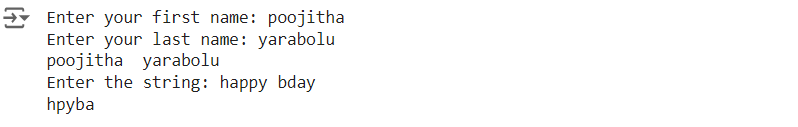 Enter your first name: poojitha
Enter your last name: yarabolu
poojitha  yarabolu
Enter the string: happy bday
hpyba